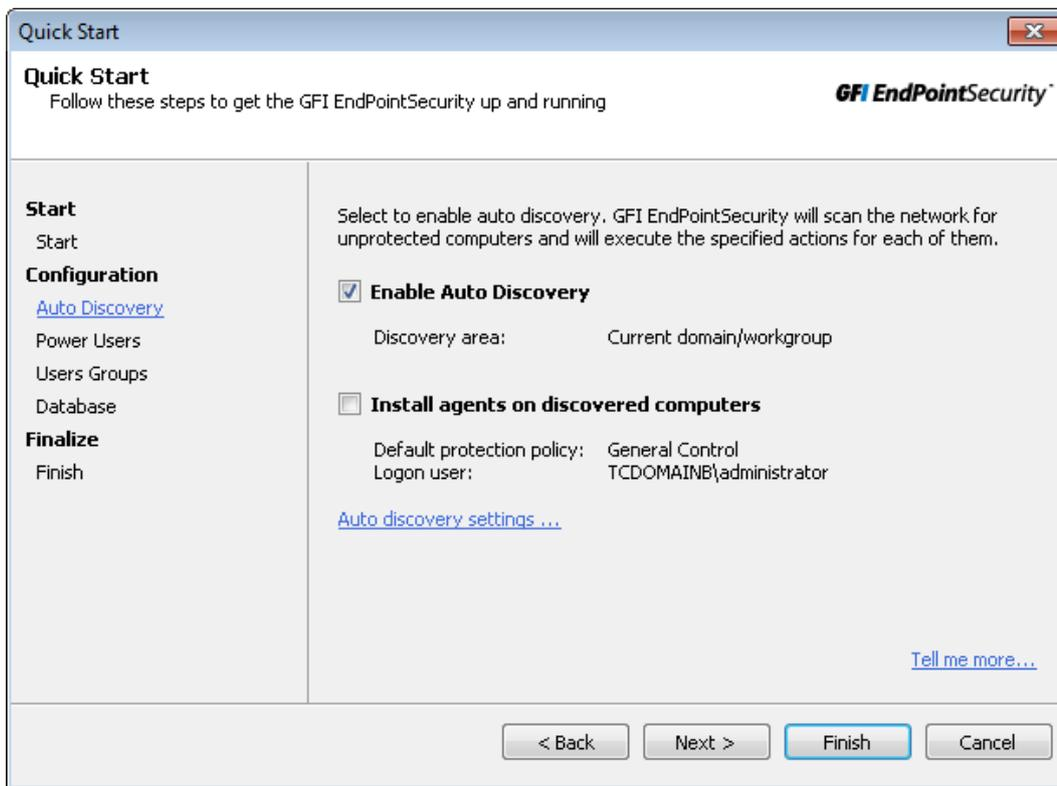 Quick Start
Quick Start
Follow these steps to get the GFI EndPointSecurity up and running
GFI EndPointSecurity
Start
Start
Configuration
Auto Discovery
Power Users
Users Groups
Database
Finalize
Finish
Select to enable auto discovery. GFI EndPointSecurity will scan the network for
unprotected computers and will execute the specified actions for each of them.
Enable Auto Discovery
Discovery area: Current domain/workgroup
Install agents on discovered computers
Default protection policy: General Control
Logon user: TCDOMAINB\administrator
Auto discovery settings ...
Tell me more...
< Back Next > Finish Cancel